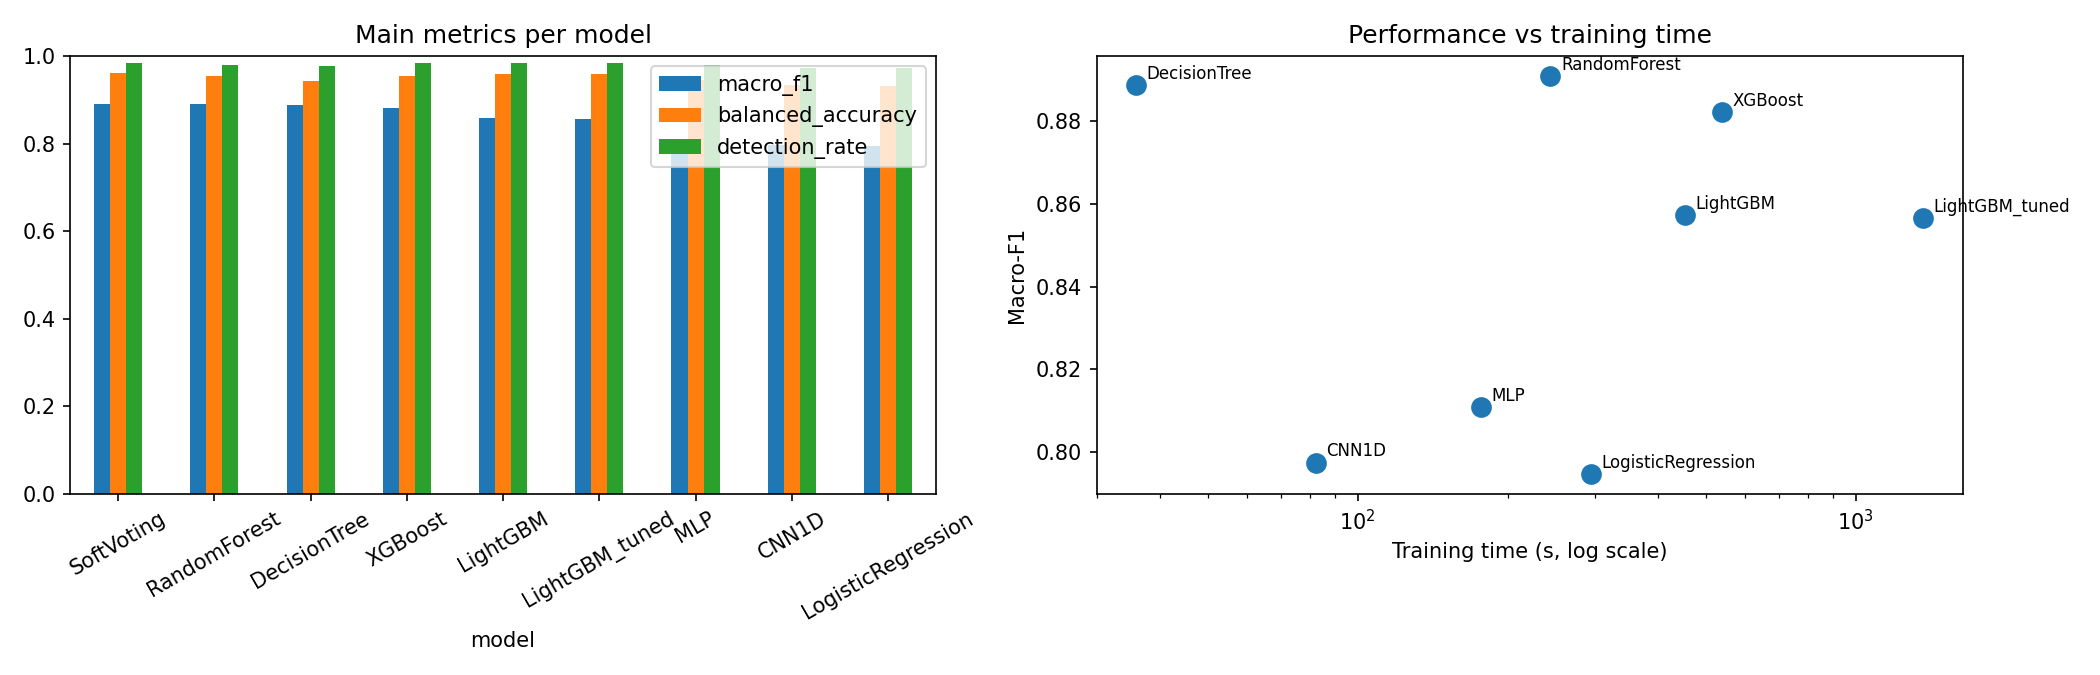 Main metrics per model
1.0
0.8
0.6
0.4
0.2
0.0
macro_f1
balanced_accuracy
detection_rate
SoftVoting
RandomForest
DecisionTree
XGBoost
LightGBM
LightGBM_tuned
MLP
CNN1D
LogisticRegression
model
Performance vs training time
Macro-F1
0.88
0.86
0.84
0.82
0.80
DecisionTree
RandomForest
XGBoost
LightGBM
LightGBM_tuned
MLP
CNN1D
LogisticRegression
10²
10³
Training time (s, log scale)